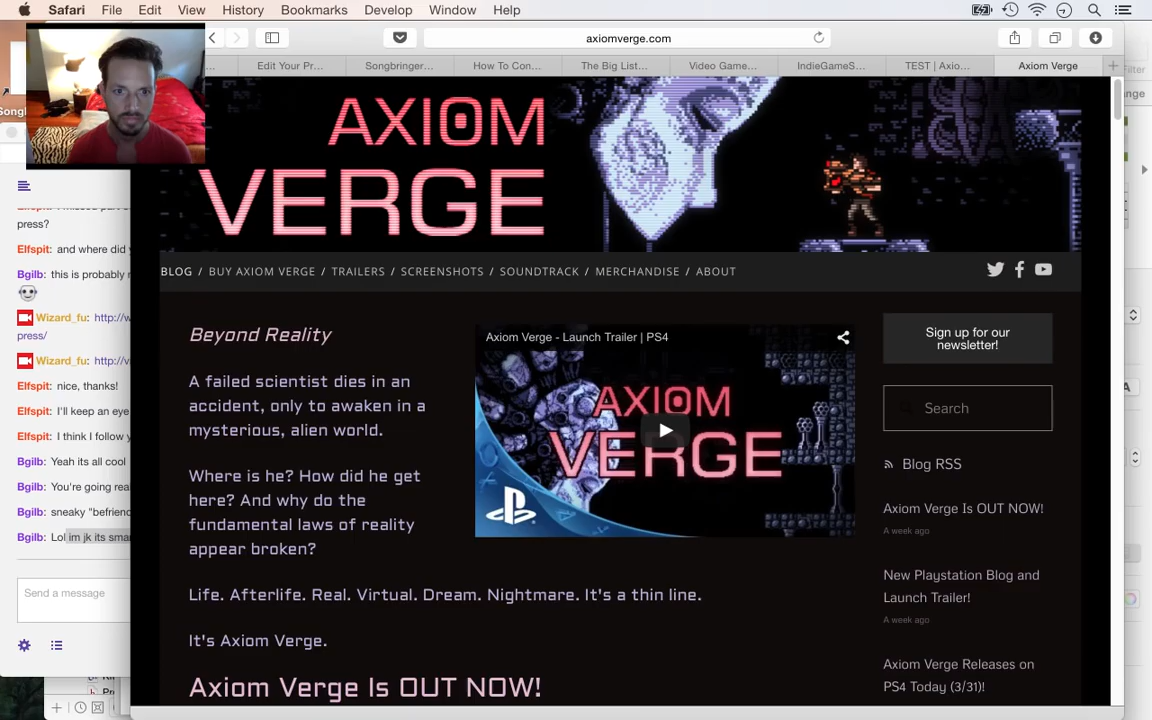 Safari File Edit View History Bookmarks Develop Window Help
axiomverge.com
Edit Your Pr... Songbringer... How To Con... The Big List... Video Game... IndieGameS... TEST | Axio... Axiom Verge
AXIOM
VERGE
BLOG / BUY AXIOM VERGE / TRAILERS / SCREENSHOTS / SOUNDTRACK / MERCHANDISE / ABOUT
press?
Elfspit: and where did
Bgilb: this is probably
Wizard_fu: http://
press/
Wizard_fu: http://
Elfspit: nice, thanks!
Elfspit: I'll keep an eye
Elfspit: I think I follow
Bgilb: Yeah its all cool
Bgilb: You're going
Bgilb: sneaky "befrien
Bgilb: Lol im jk its sma
Send a message
Beyond Reality
A failed scientist dies in an
accident, only to awaken in a
mysterious, alien world.
Where is he? How did he get
here? And why do the
fundamental laws of reality
appear broken?
Axiom Verge - Launch Trailer | PS4
AXIOM
VERGE
Life. Afterlife. Real. Virtual. Dream. Nightmare. It's a thin line.
It's Axiom Verge.
Axiom Verge Is OUT NOW!
Sign up for our
newsletter!
Search
Blog RSS
Axiom Verge Is OUT NOW!
A week ago
New Playstation Blog and
Launch Trailer!
A week ago
Axiom Verge Releases on
PS4 Today (3/31)!